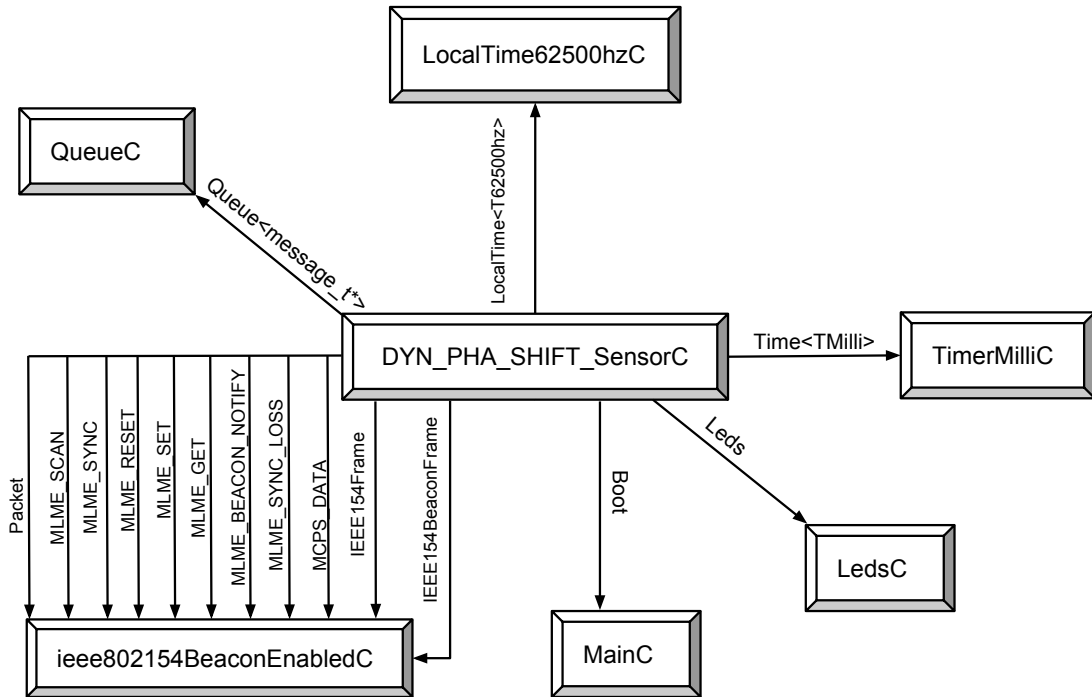 LocalTime62500hzC
QueueC
Queue<message_t*>
LocalTime<T62500hz>
DYN_PHA_SHIFT_SensorC
Time<TMilli>
TimerMilliC
Packet
MLME_SCAN
MLME_SYNC
MLME_RESET
MLME_SET
MLME_GET
MLME_BEACON_NOTIFY
MLME_SYNC_LOSS
MCPS_DATA
IEEE154Frame
IEEE154BeaconFrame
Boot
Leds
LedsC
ieee802154BeaconEnabledC
MainC